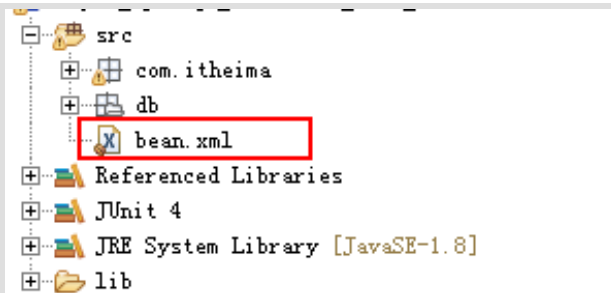 src
com.itheima
db
bean.xml
Referenced Libraries
JUnit 4
JRE System Library [JavaSE-1.8]
lib